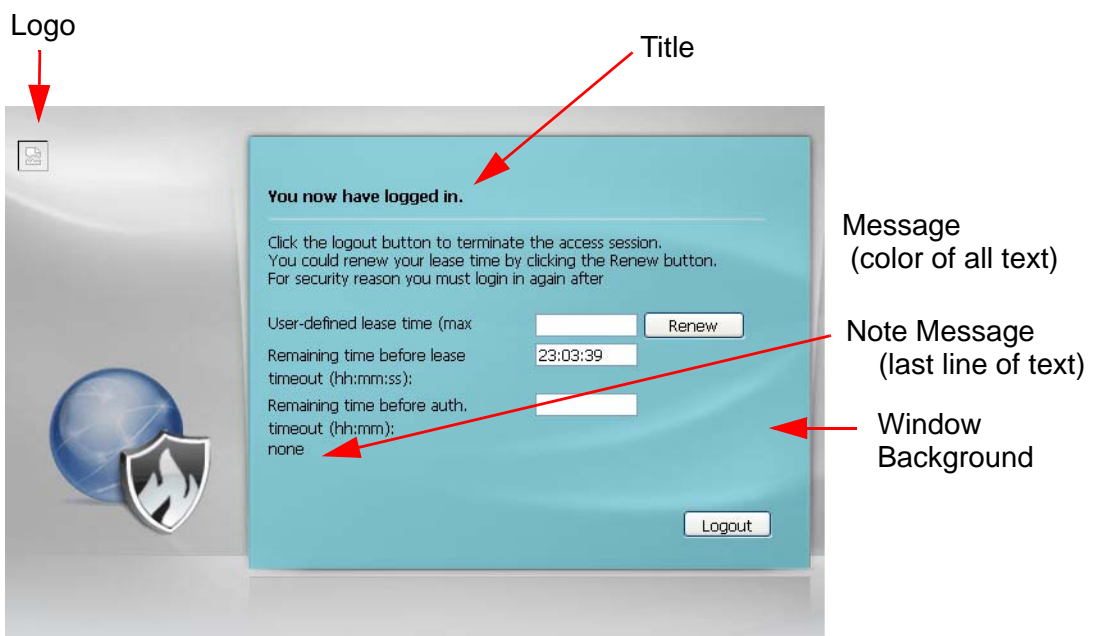 Logo
Title
You now have logged in.
Click the logout button to terminate the access session.
You could renew your lease time by clicking the Renew button.
For security reason you must login in again after
Message
(color of all text)
User-defined lease time (max
Renew
Note Message
(last line of text)
Remaining time before lease
timeout (hh:mm:ss):
23:03:39
Remaining time before auth.
timeout (hh:mm):
none
Window
Background
Logout